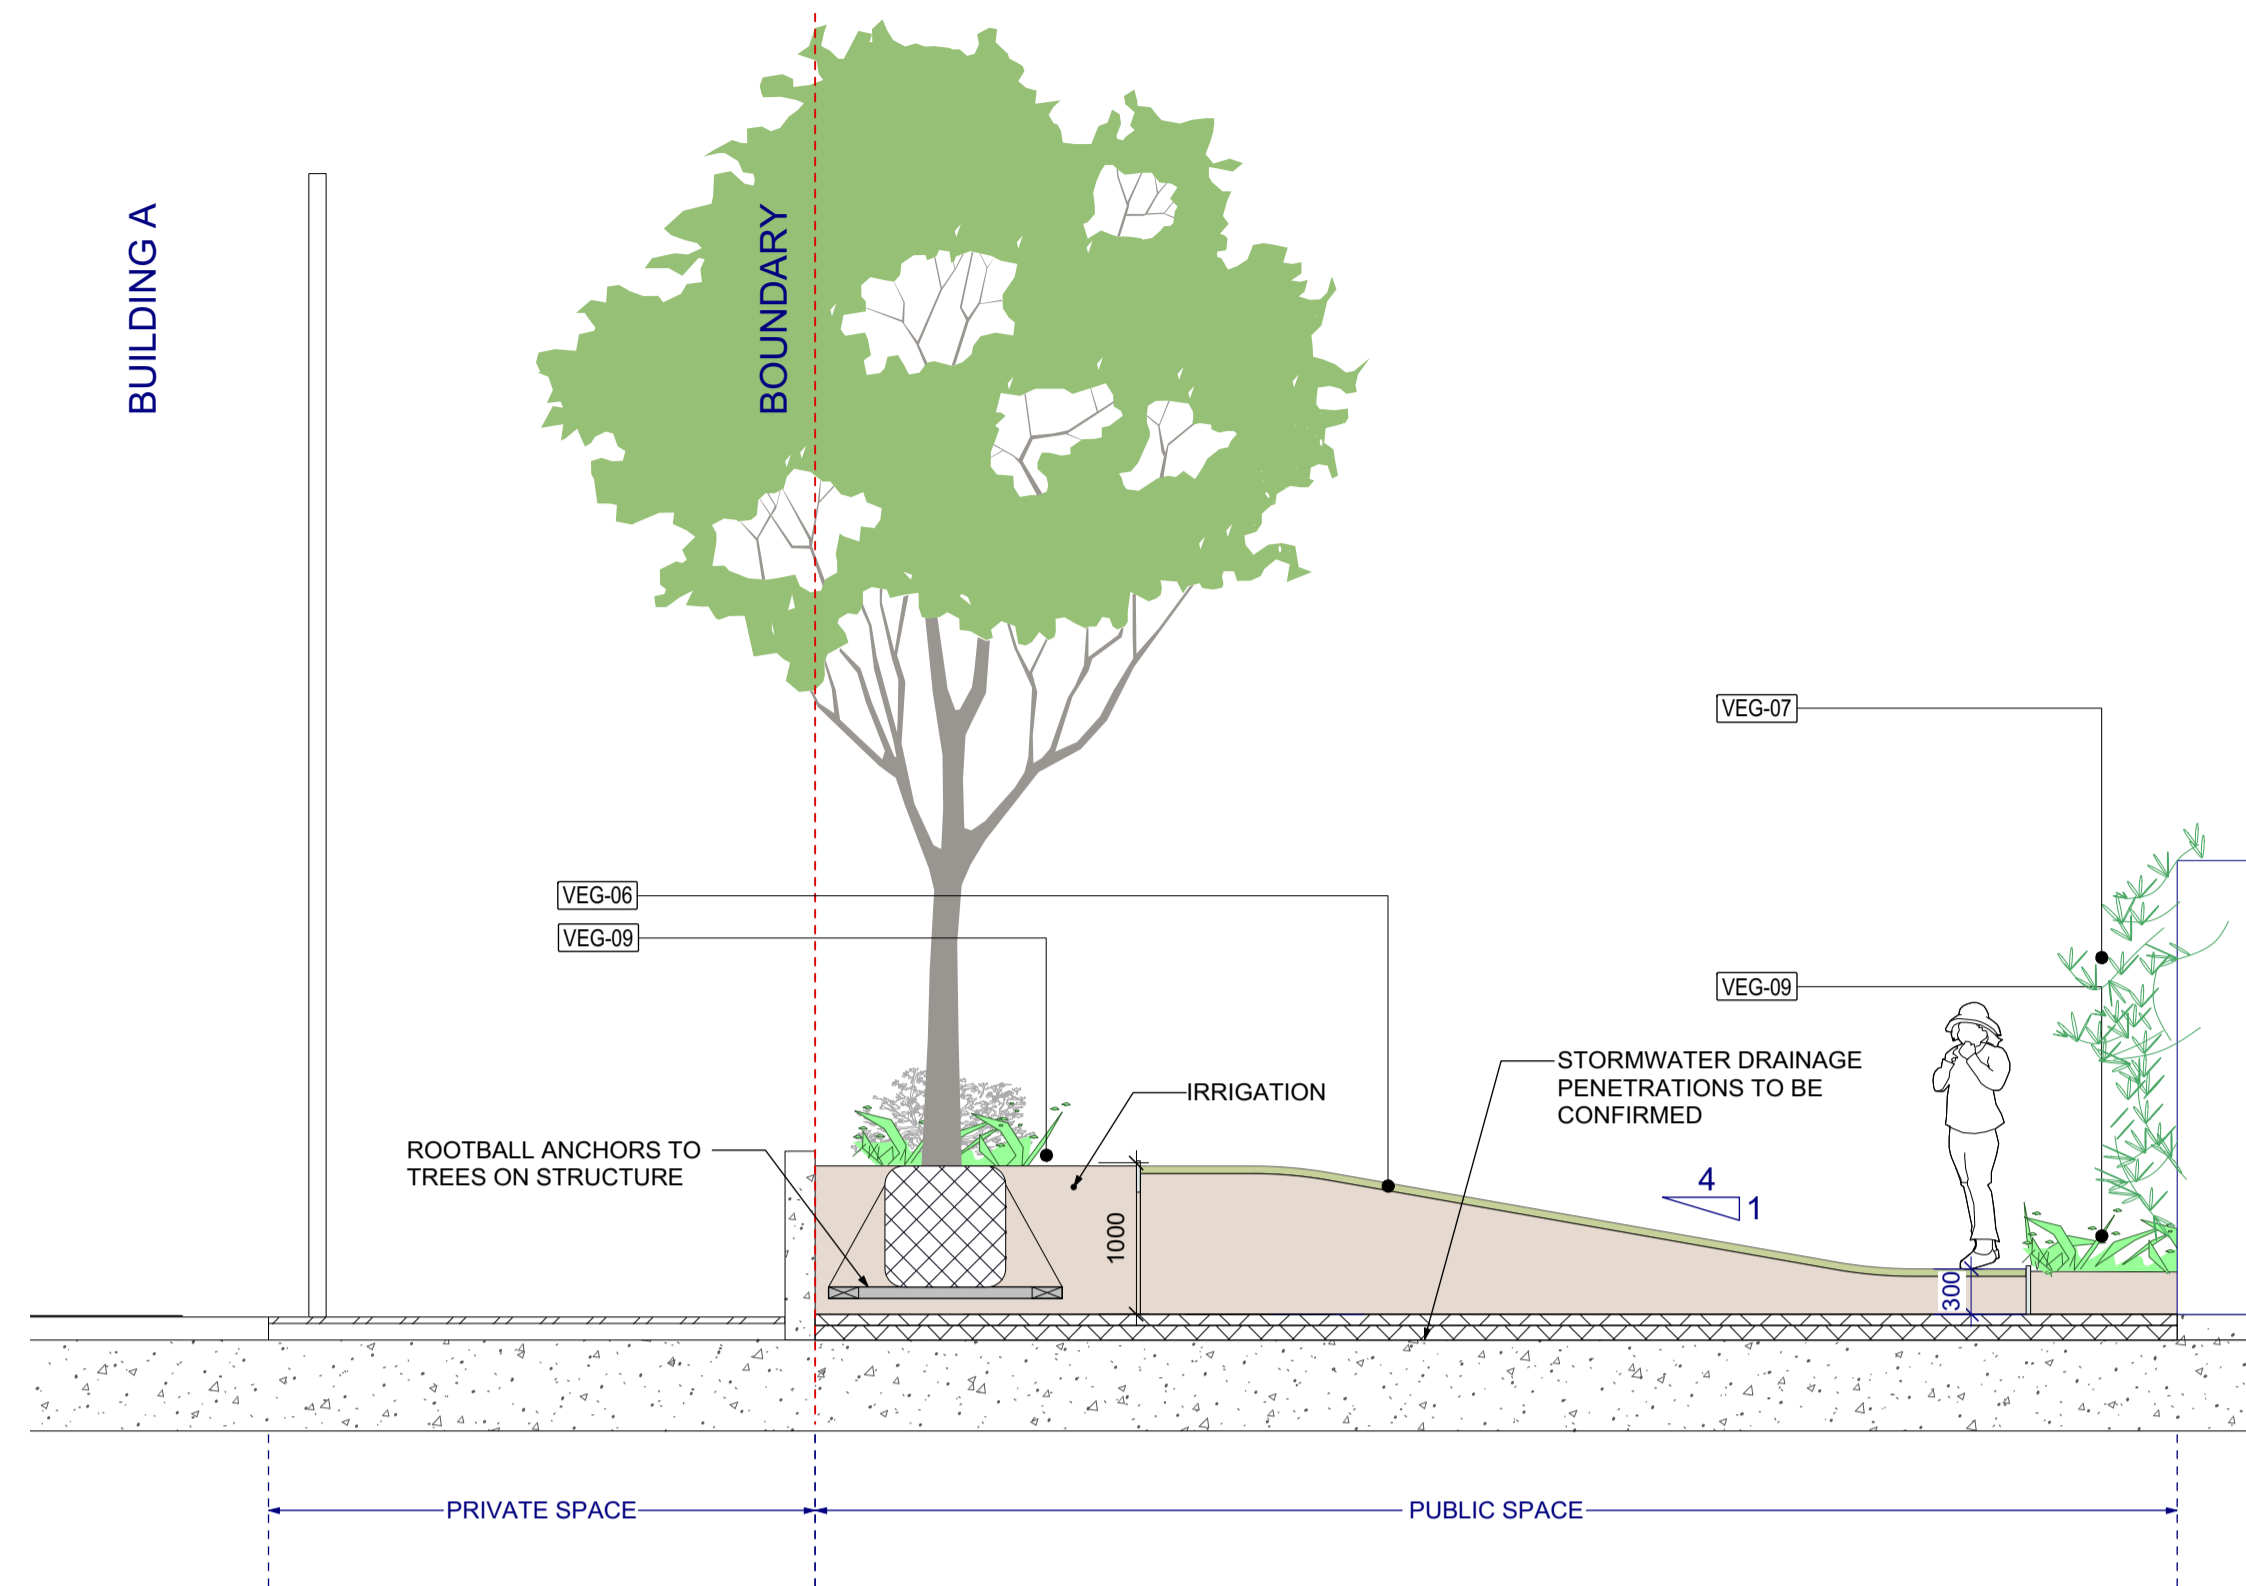 BUILDING A
BOUNDARY
VEG-07
VEG-06
VEG-09
VEG-09
STORMWATER DRAINAGE
PENETRATIONS TO BE
CONFIRMED
IRRIGATION
ROOTBALL ANCHORS TO
TREES ON STRUCTURE
4
1
1000
300
PRIVATE SPACE
PUBLIC SPACE